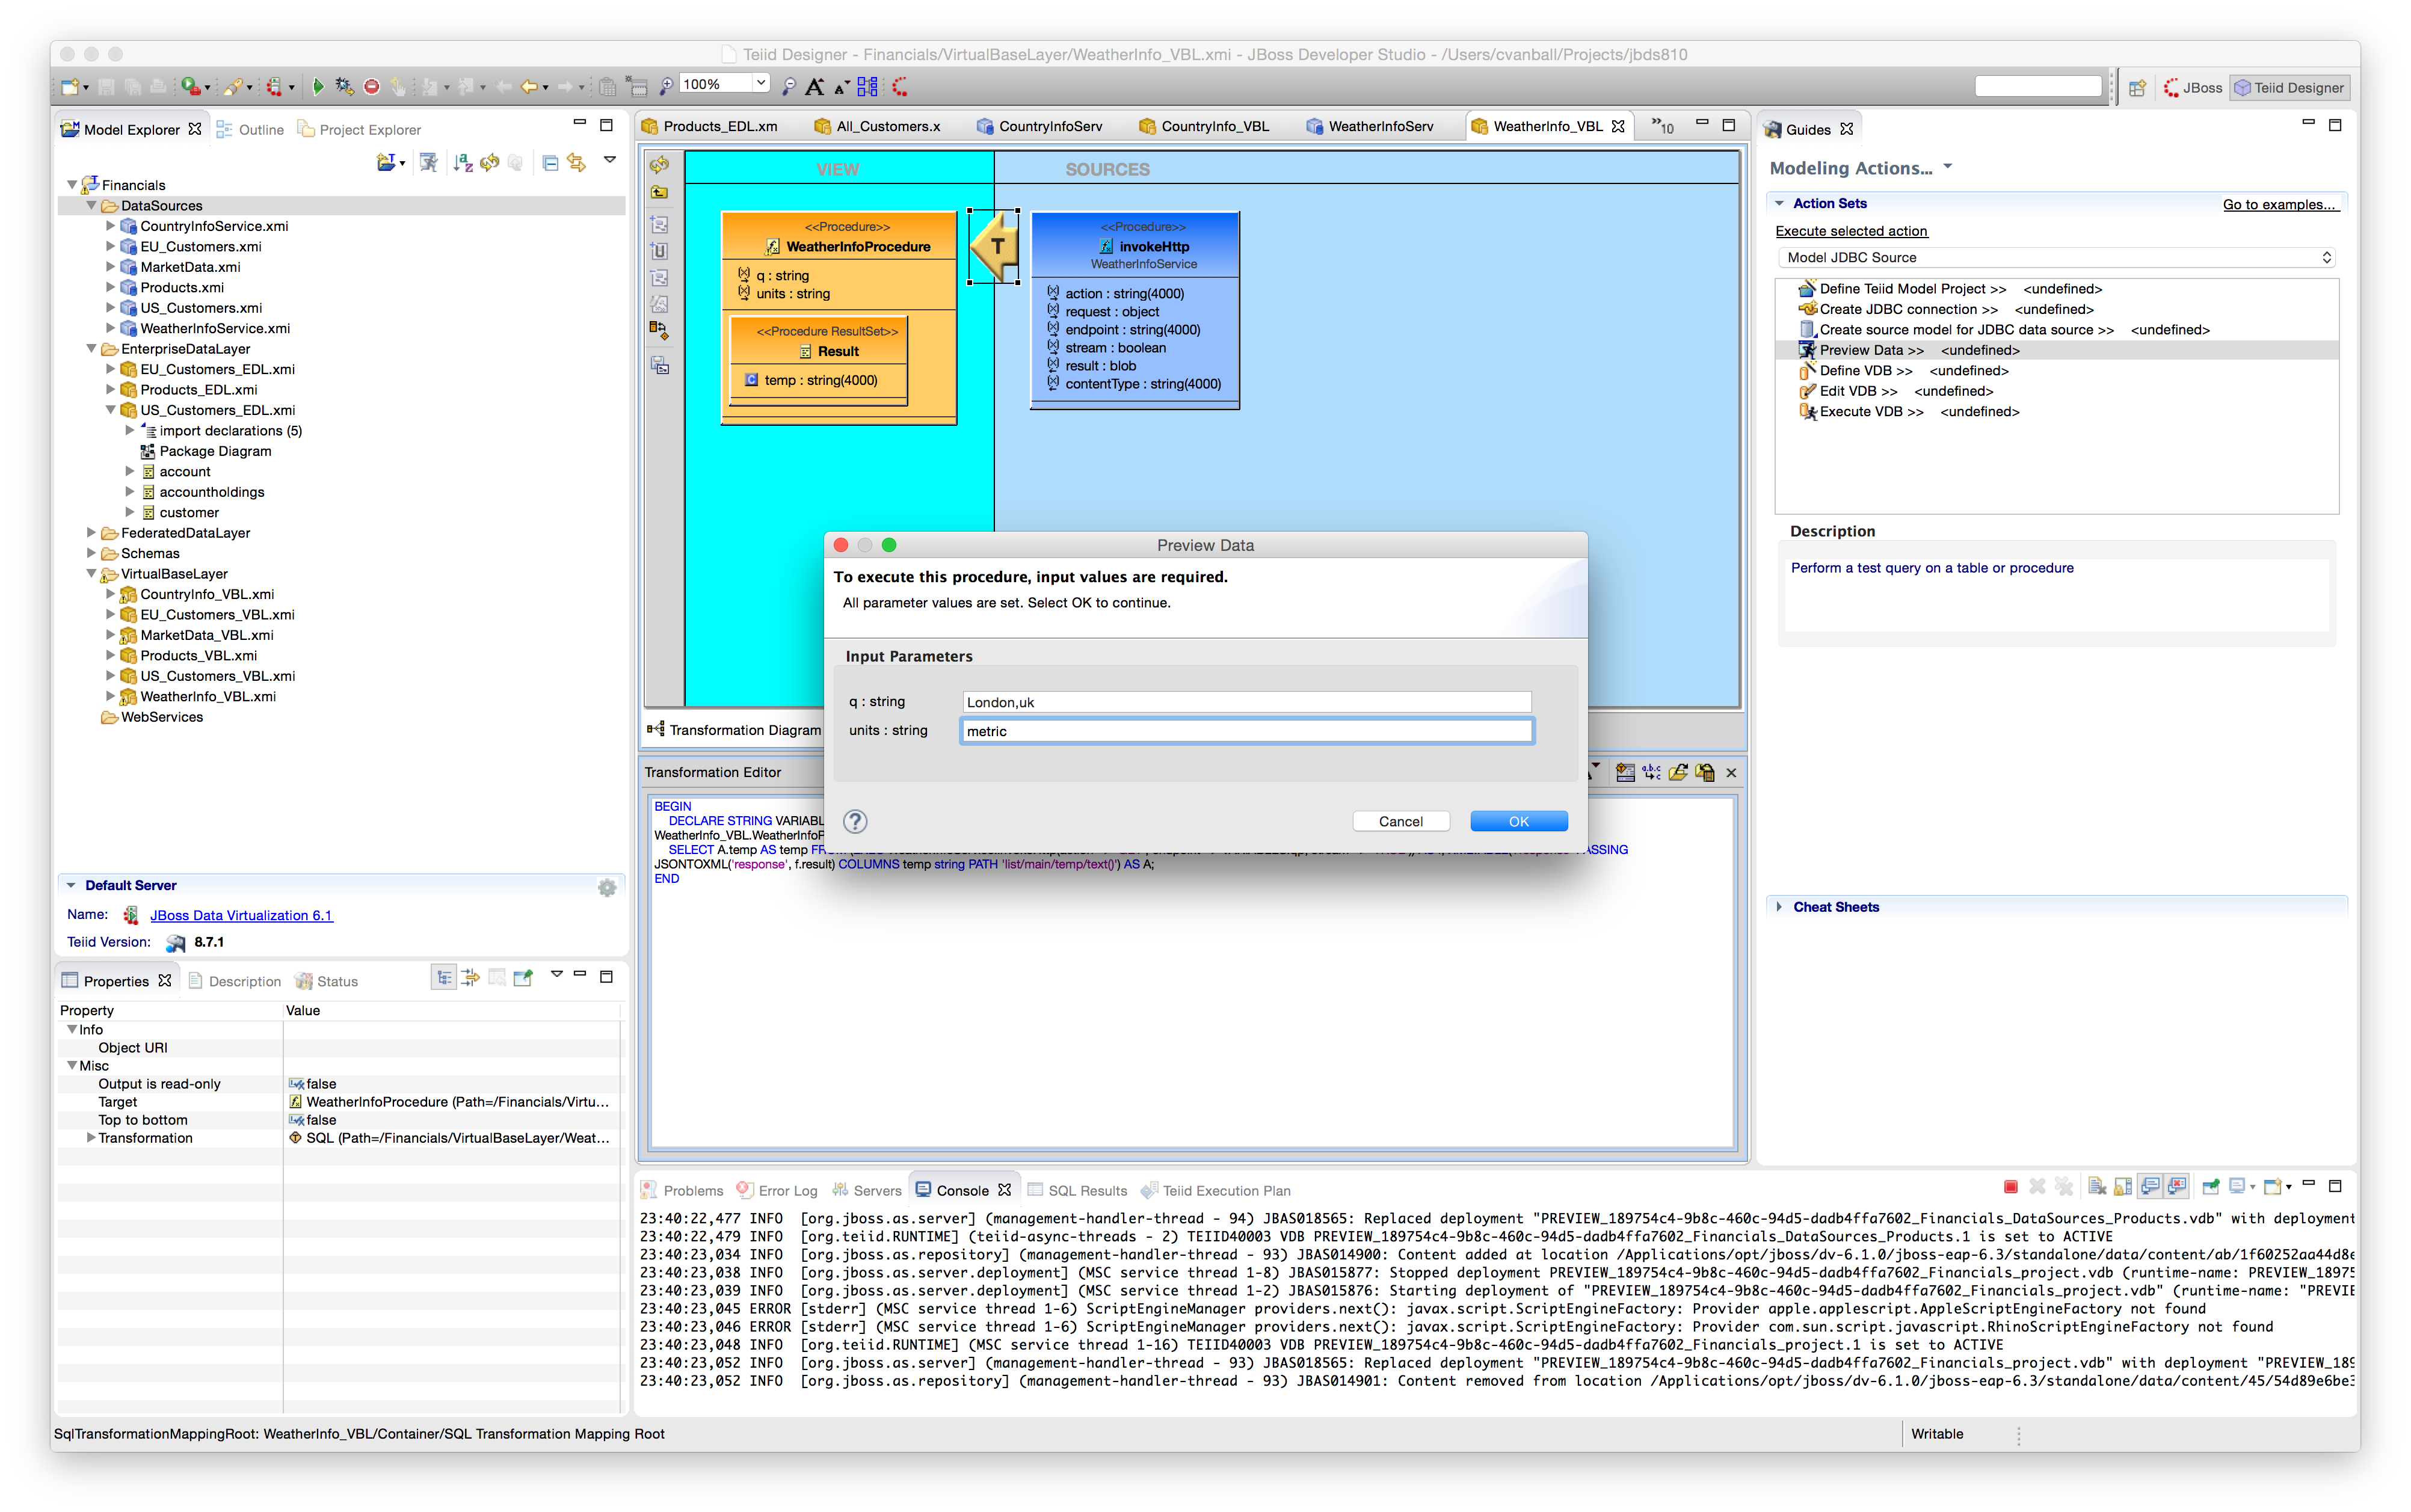 Teiid Designer - Financials/VirtualBaseLayer/WeatherInfo_VBL.xmi - JBoss Developer Studio - /Users/cvanball/Projects/jbds810
100%
JBoss
Teiid Designer
Model Explorer
Outline
Project Explorer
Financials
DataSources
CountryInfoService.xmi
EU_Customers.xmi
MarketData.xmi
Products.xmi
US_Customers.xmi
WeatherInfoService.xmi
EnterpriseDataLayer
EU_Customers_EDL.xmi
Products_EDL.xmi
US_Customers_EDL.xmi
import declarations (5)
Package Diagram
account
accountholdings
customer
FederatedDataLayer
Schemas
VirtualBaseLayer
CountryInfo_VBL.xmi
EU_Customers_VBL.xmi
MarketData_VBL.xmi
Products_VBL.xmi
US_Customers_VBL.xmi
WeatherInfo_VBL.xmi
WebServices
Default Server
Name: JBoss Data Virtualization 6.1
Teiid Version: 8.7.1
Properties
Description
Status
Property Value
Info
Object URI
Misc
Output is read-only false
Target WeatherInfoProcedure (Path=/Financials/Virtu...
Top to bottom false
Transformation SQL (Path=/Financials/VirtualBaseLayer/Weat...
Products_EDL.xm
All_Customers.x
CountryInfoServ
CountryInfo_VBL
WeatherInfoServ
WeatherInfo_VBL
»10
VIEW
SOURCES
<<Procedure>>
WeatherInfoProcedure
q : string
units : string
<<Procedure ResultSet>>
Result
temp : string(4000)
T
<<Procedure>>
invokeHttp
WeatherInfoService
action : string(4000)
request : object
endpoint : string(4000)
stream : boolean
result : blob
contentType : string(4000)
Transformation Diagram
Preview Data
To execute this procedure, input values are required.
All parameter values are set. Select OK to continue.
Input Parameters
q : string London,uk
units : string metric
?
Cancel
OK
Transformation Editor
BEGIN
DECLARE STRING VARIABL
WeatherInfo_VBL.WeatherInfoP
SELECT A.temp AS temp
JSONTOXML('response', f.result) COLUMNS temp string PATH 'list/main/temp/text()') AS A;
END
Guides
Modeling Actions...
Action Sets
Go to examples...
Execute selected action
Model JDBC Source
Define Teiid Model Project >> <undefined>
Create JDBC connection >> <undefined>
Create source model for JDBC data source >> <undefined>
Preview Data >> <undefined>
Define VDB >> <undefined>
Edit VDB >> <undefined>
Execute VDB >> <undefined>
Description
Perform a test query on a table or procedure
Cheat Sheets
Problems
Error Log
Servers
Console
SQL Results
Teiid Execution Plan
23:40:22,477 INFO [org.jboss.as.server] (management-handler-thread - 94) JBAS018565: Replaced deployment "PREVIEW_189754c4-9b8c-460c-94d5-dadb4ffa7602_Financials_DataSources_Products.vdb" with deployment
23:40:22,479 INFO [org.teiid.RUNTIME] (teiid-async-threads - 2) TEIID40003 VDB PREVIEW_189754c4-9b8c-460c-94d5-dadb4ffa7602_Financials_DataSources_Products.1 is set to ACTIVE
23:40:23,034 INFO [org.jboss.as.repository] (management-handler-thread - 93) JBAS014900: Content added at location /Applications/opt/jboss/dv-6.1.0/jboss-eap-6.3/standalone/data/content/ab/1f60252aa44d8e
23:40:23,038 INFO [org.jboss.as.server.deployment] (MSC service thread 1-8) JBAS015877: Stopped deployment PREVIEW_189754c4-9b8c-460c-94d5-dadb4ffa7602_Financials_project.vdb (runtime-name: PREVIEW_18975
23:40:23,039 INFO [org.jboss.as.server.deployment] (MSC service thread 1-2) JBAS015876: Starting deployment of "PREVIEW_189754c4-9b8c-460c-94d5-dadb4ffa7602_Financials_project.vdb" (runtime-name: "PREVIE
23:40:23,045 ERROR [stderr] (MSC service thread 1-6) ScriptEngineManager providers.next(): javax.script.ScriptEngineFactory: Provider apple.applescript.AppleScriptEngineFactory not found
23:40:23,046 ERROR [stderr] (MSC service thread 1-6) ScriptEngineManager providers.next(): javax.script.ScriptEngineFactory: Provider com.sun.script.javascript.RhinoScriptEngineFactory not found
23:40:23,048 INFO [org.teiid.RUNTIME] (MSC service thread 1-16) TEIID40003 VDB PREVIEW_189754c4-9b8c-460c-94d5-dadb4ffa7602_Financials_project.1 is set to ACTIVE
23:40:23,052 INFO [org.jboss.as.server] (management-handler-thread - 93) JBAS018565: Replaced deployment "PREVIEW_189754c4-9b8c-460c-94d5-dadb4ffa7602_Financials_project.vdb" with deployment "PREVIEW_189
23:40:23,052 INFO [org.jboss.as.repository] (management-handler-thread - 93) JBAS014901: Content removed from location /Applications/opt/jboss/dv-6.1.0/jboss-eap-6.3/standalone/data/content/45/54d89e6be3
SqlTransformationMappingRoot: WeatherInfo_VBL/Container/SQL Transformation Mapping Root
Writable